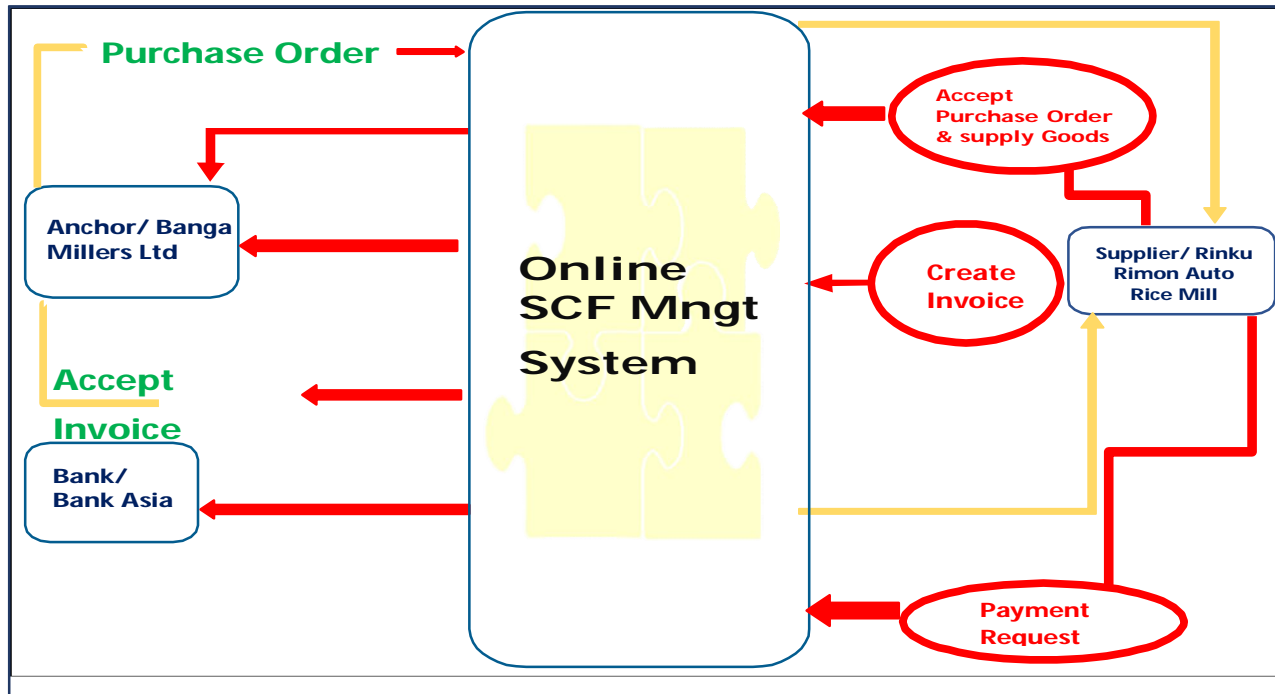 Purchase Order
Accept
Purchase Order
& supply Goods
Anchor/ Banga
Millers Ltd
Online
SCF Mngt
System
Create
Invoice
Supplier/ Rinku
Rimon Auto
Rice Mill
Accept
Invoice
Bank/
Bank Asia
Payment
Request